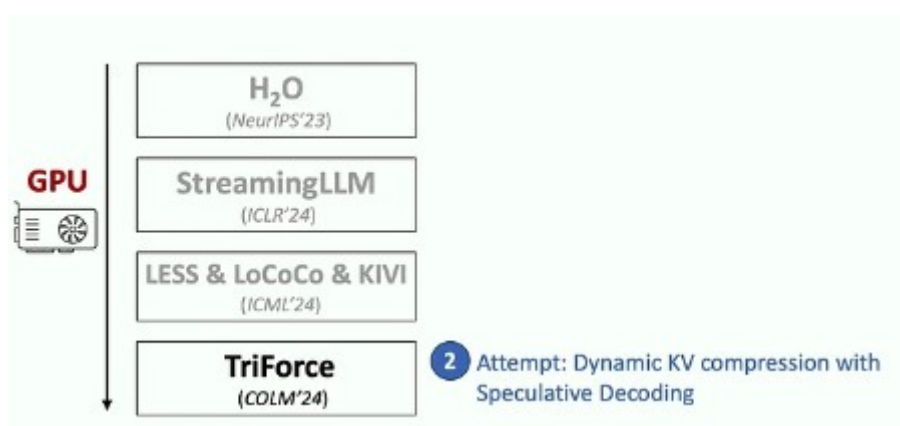 H₂O
(NeurIPS'23)
GPU
StreamingLLM
(ICLR'24)
LESS & LoCoCo & KIVI
(ICML'24)
TriForce
(COLM'24)
2 Attempt: Dynamic KV compression with
Speculative Decoding